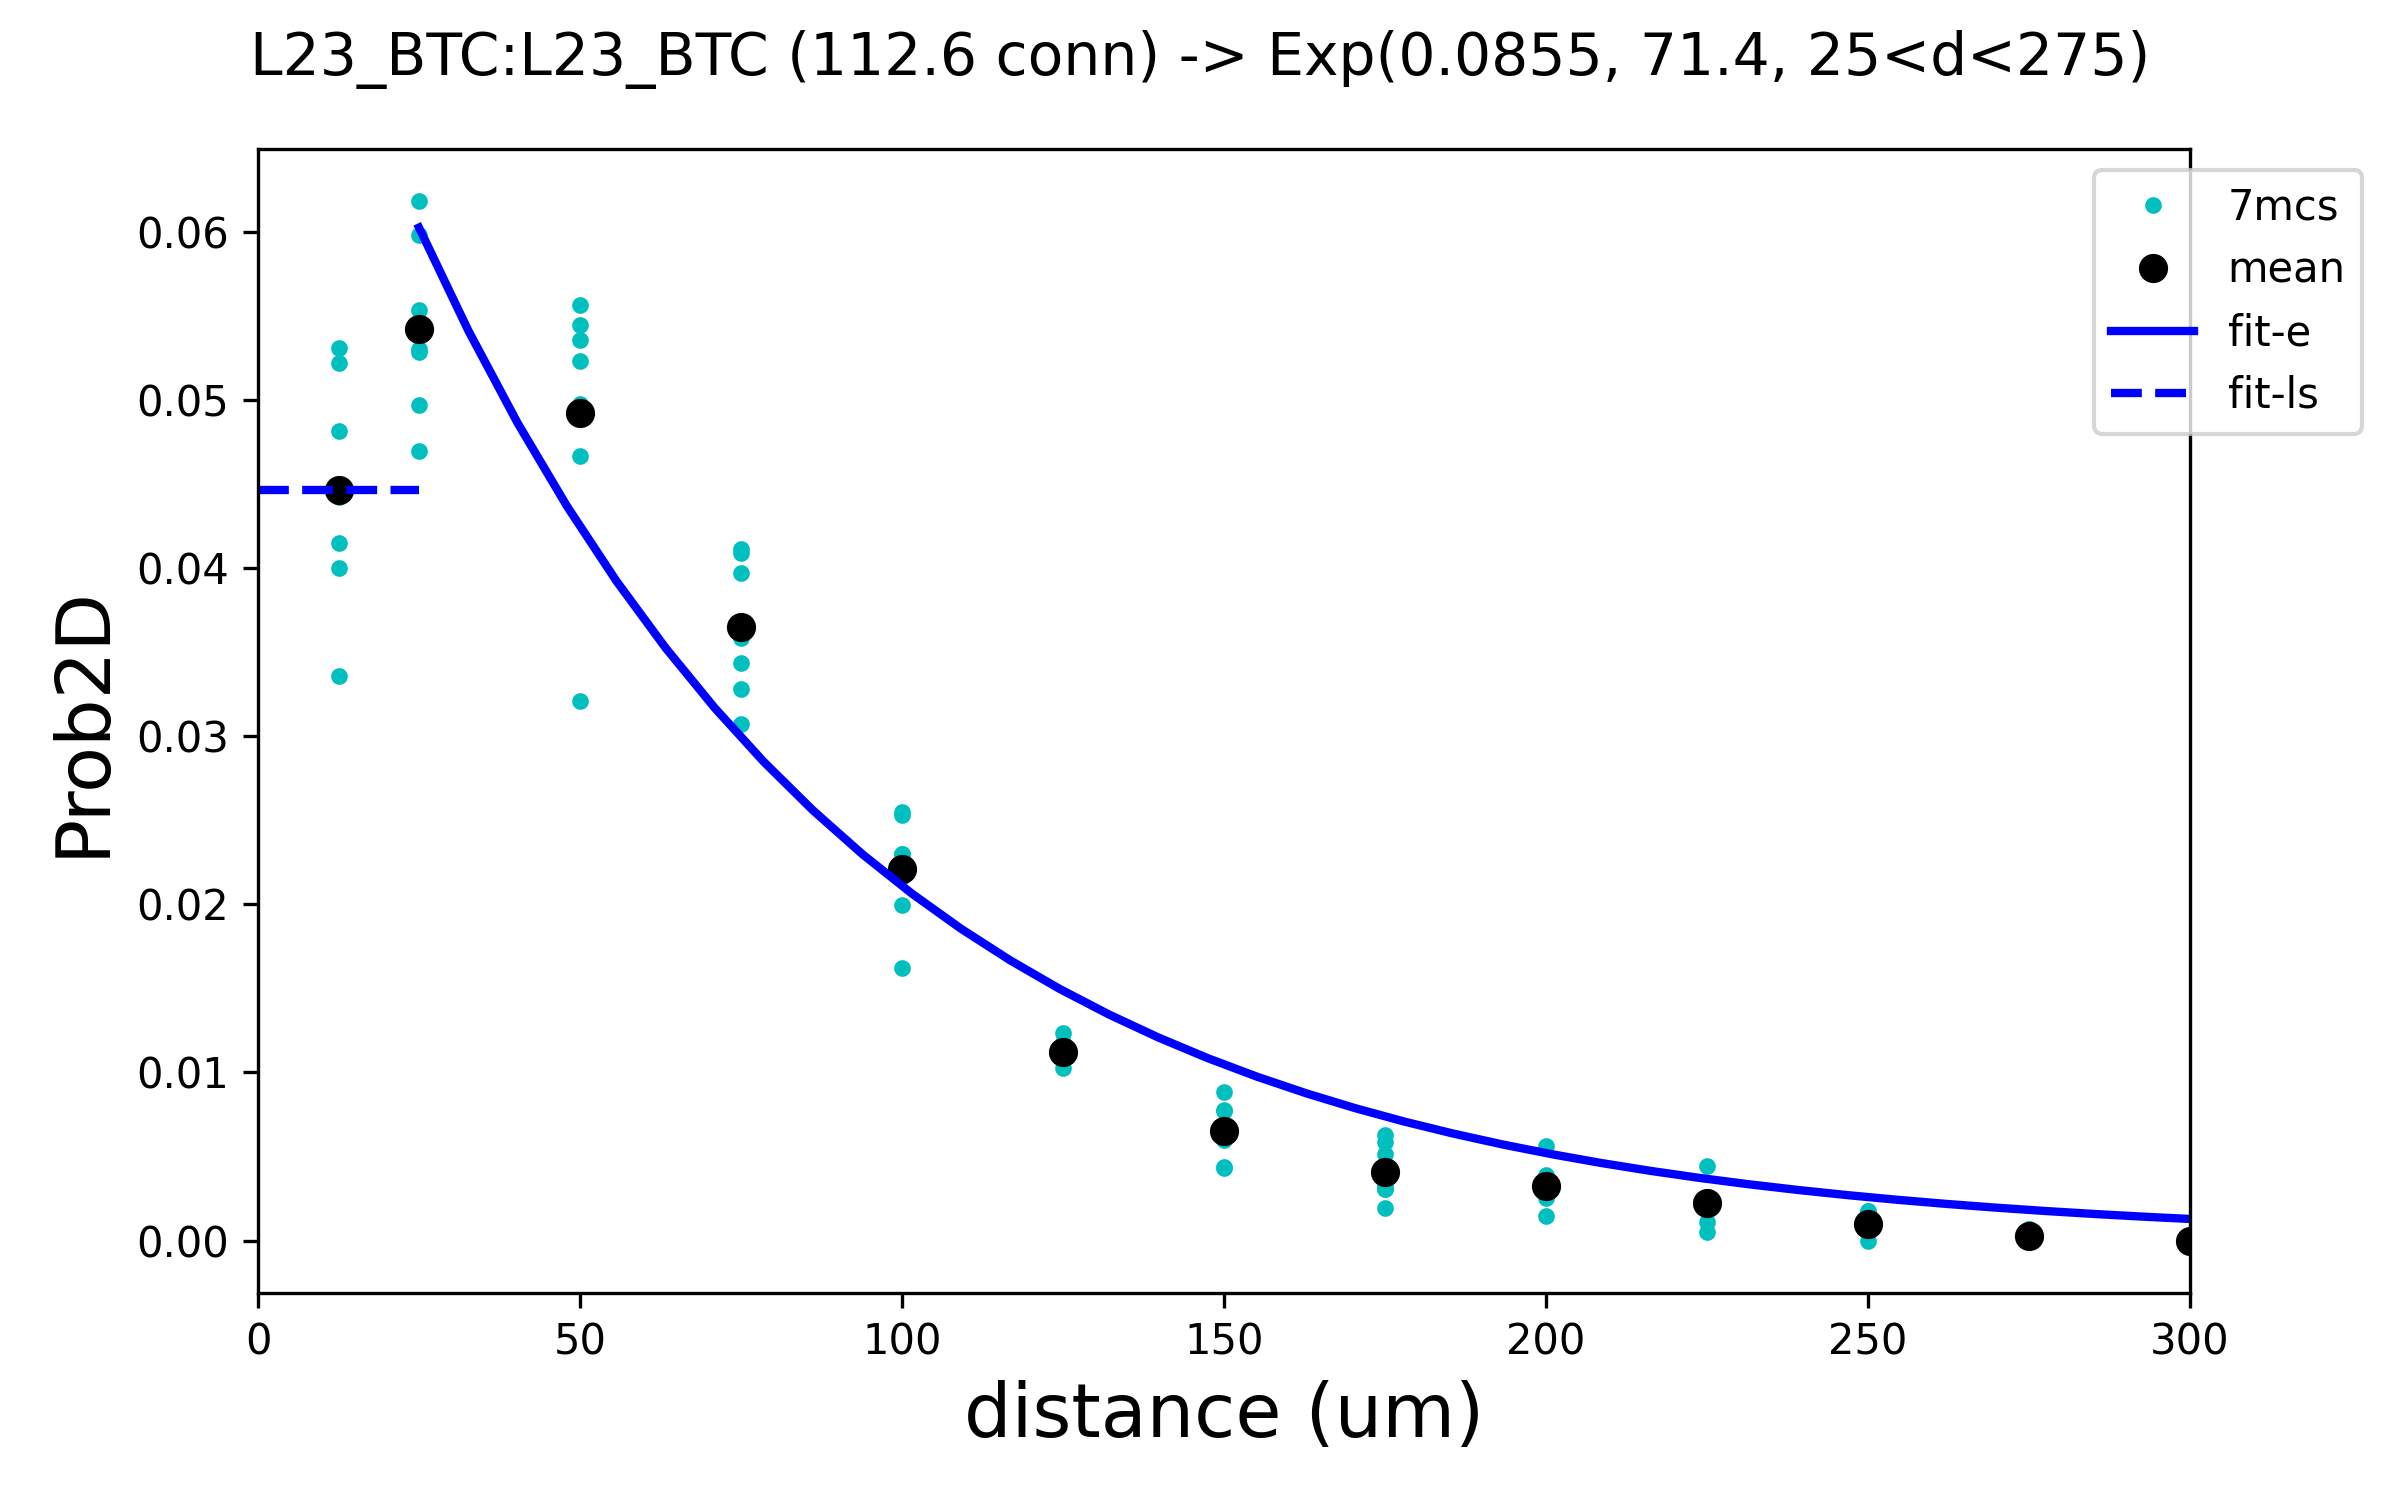 L23_BTC:L23_BTC (112.6 conn) -> Exp(0.0855, 71.4, 25<d<275)
7mcs
mean
fit-e
fit-ls
Prob2D
0.06
0.05
0.04
0.03
0.02
0.01
0.00
0 50 100 150 200 250 300
distance (um)